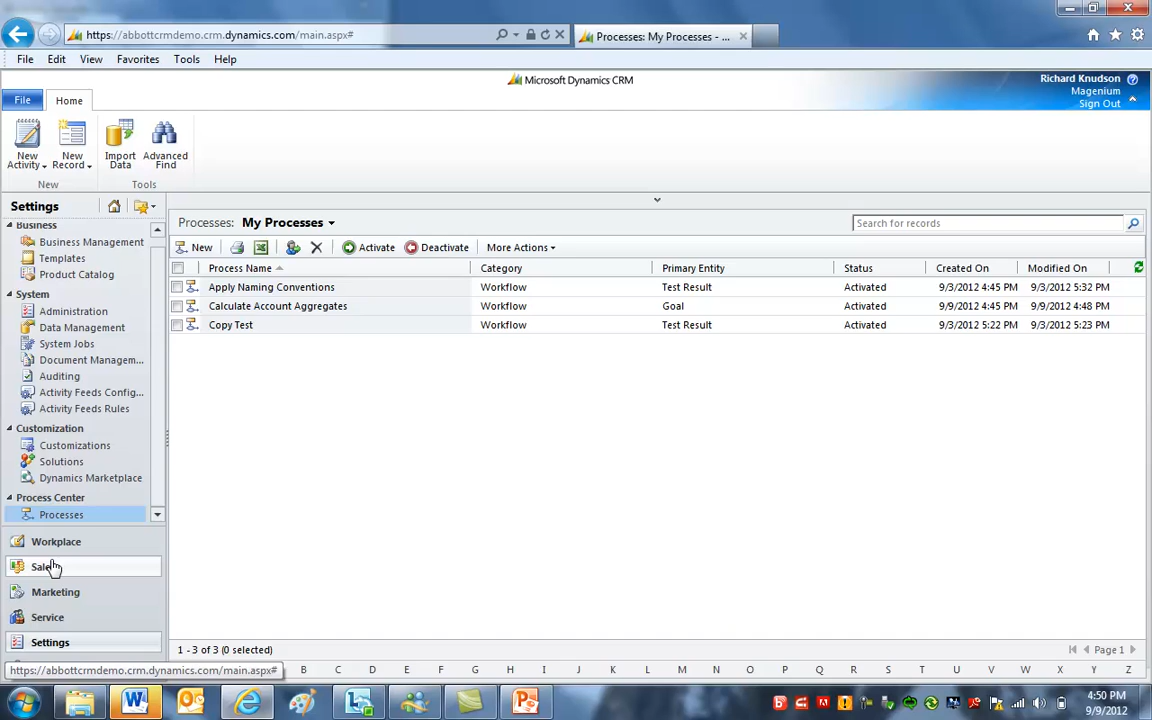 https://abbottcrmdemo.crm.dynamics.com/main.aspx#
Processes: My Processes - ...
File Edit View Favorites Tools Help
Microsoft Dynamics CRM
Richard Knudson
Magenium
Sign Out
File Home
New Activity
New Record
Import Data
Advanced Find
New Tools
Settings
Processes: My Processes
Search for records
Business
Business Management
Templates
Product Catalog
System
Administration
Data Management
System Jobs
Document Managem...
Auditing
Activity Feeds Config...
Activity Feeds Rules
Customization
Customizations
Solutions
Dynamics Marketplace
Process Center
Processes
Workplace
Sales
Marketing
Service
Settings
New Activate Deactivate More Actions
Process Name Category Primary Entity Status Created On Modified On
Apply Naming Conventions Workflow Test Result Activated 9/3/2012 4:45 PM 9/3/2012 5:32 PM
Calculate Account Aggregates Workflow Goal Activated 9/9/2012 4:45 PM 9/9/2012 4:48 PM
Copy Test Workflow Test Result Activated 9/3/2012 5:22 PM 9/3/2012 5:23 PM
1 - 3 of 3 (0 selected)
Page 1
https://abbottcrmdemo.crm.dynamics.com/main.aspx#
B C D E F G H I J K L M N O P Q R S T U V W X Y Z
4:50 PM
9/9/2012